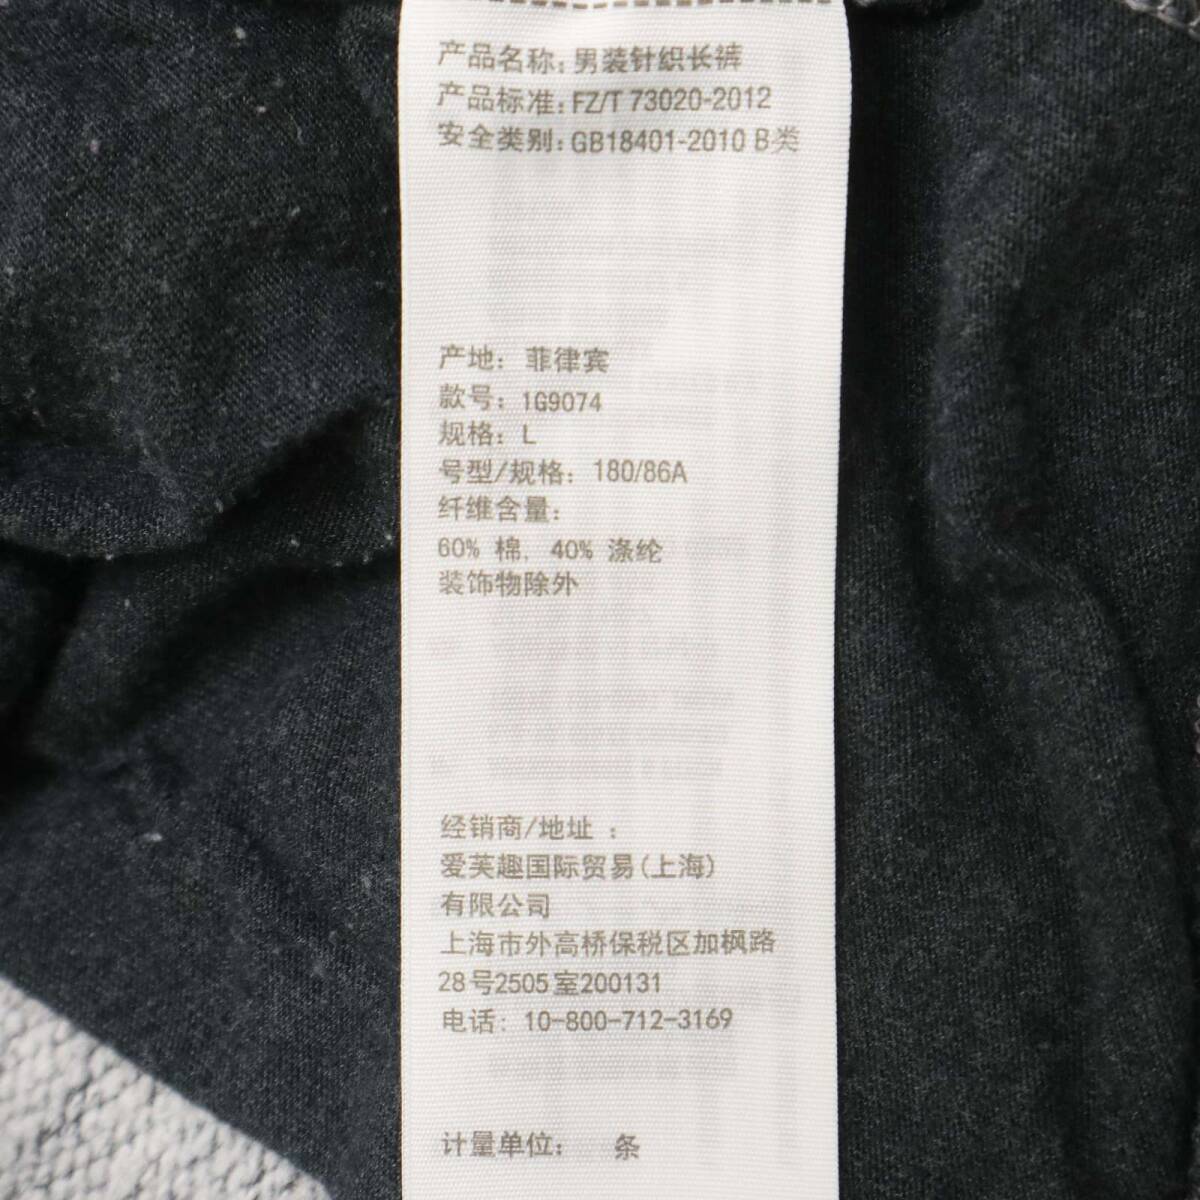 产品名称:男装针织长裤
产品标准:FZ/T 73020-2012
安全类别:GB18401-2010 B类
产地: 菲律宾
款号: 1G9074
规格: L
号型/规格: 180/86A
纤维含量:
60% 棉, 40% 涤纶
装饰物除外
经销商/地址 :
爱芙趣国际贸易(上海)
有限公司
上海市外高桥保税区加枫路
28号2505室200131
电话: 10-800-712-3169
计量单位: 条